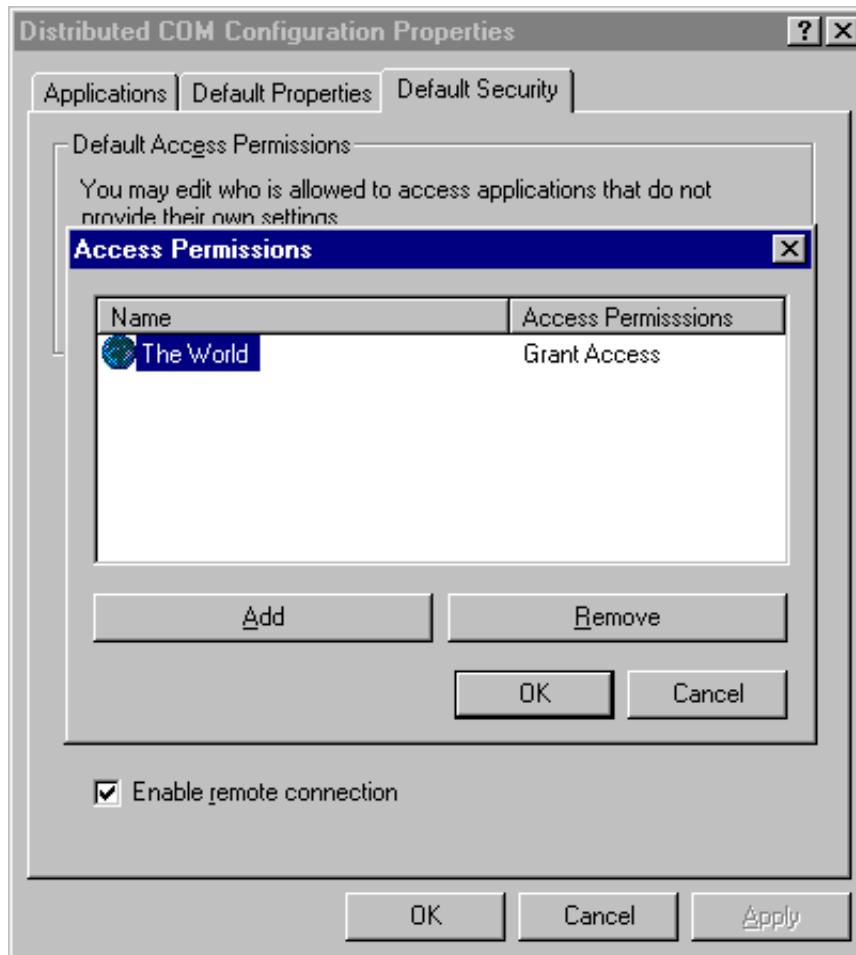 Distributed COM Configuration Properties
Applications Default Properties Default Security
Default Access Permissions
You may edit who is allowed to access applications that do not
provide their own settings
Access Permissions
Name Access Permisssions
The World Grant Access
Add Remove
OK Cancel
Enable remote connection
OK Cancel Apply